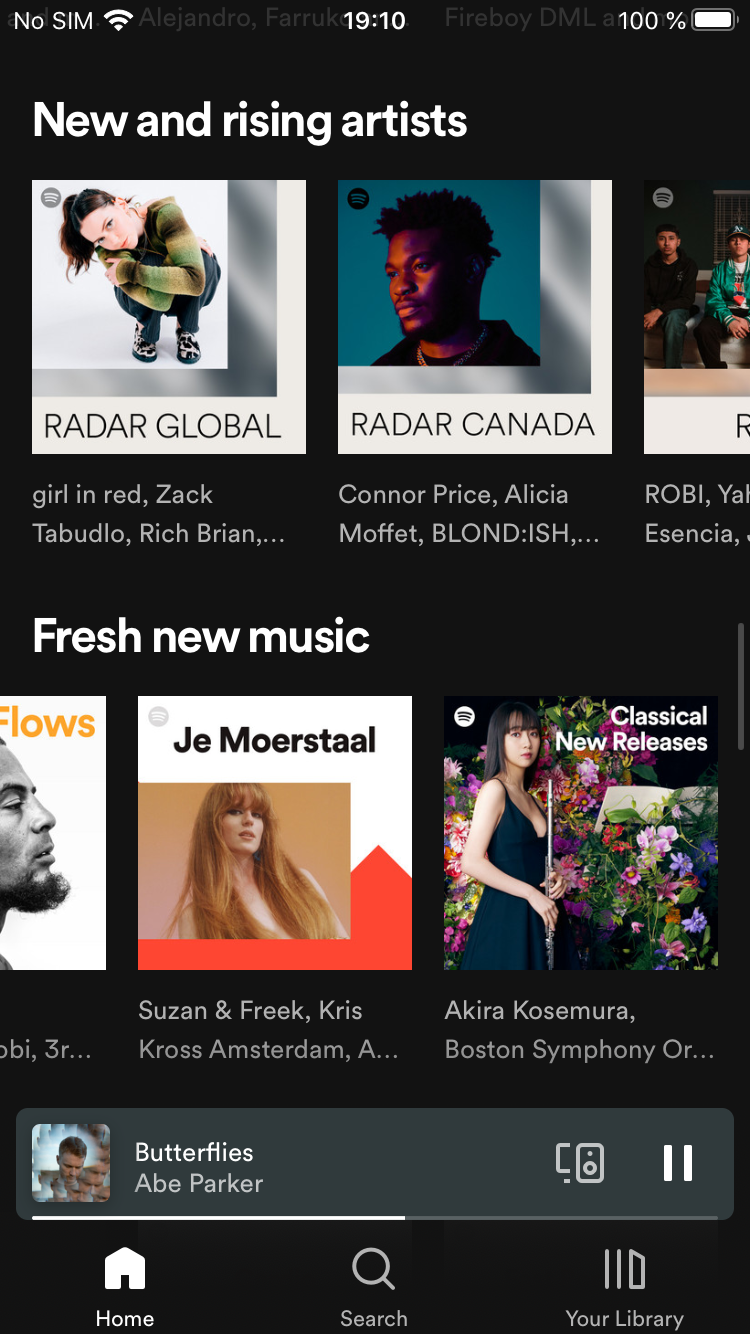 No SIM 19:10 100 %
Alejandro, Farruko
Fireboy DML a
New and rising artists
RADAR GLOBAL
RADAR CANADA
R
girl in red, Zack
Tabudlo, Rich Brian,...
Connor Price, Alicia
Moffet, BLOND:ISH,...
ROBI, Yah
Esencia, J
Fresh new music
Flows
Je Moerstaal
Classical
New Releases
obi, 3r...
Suzan & Freek, Kris
Kross Amsterdam, A...
Akira Kosemura,
Boston Symphony Or...
Butterflies
Abe Parker
Home
Search
Your Library